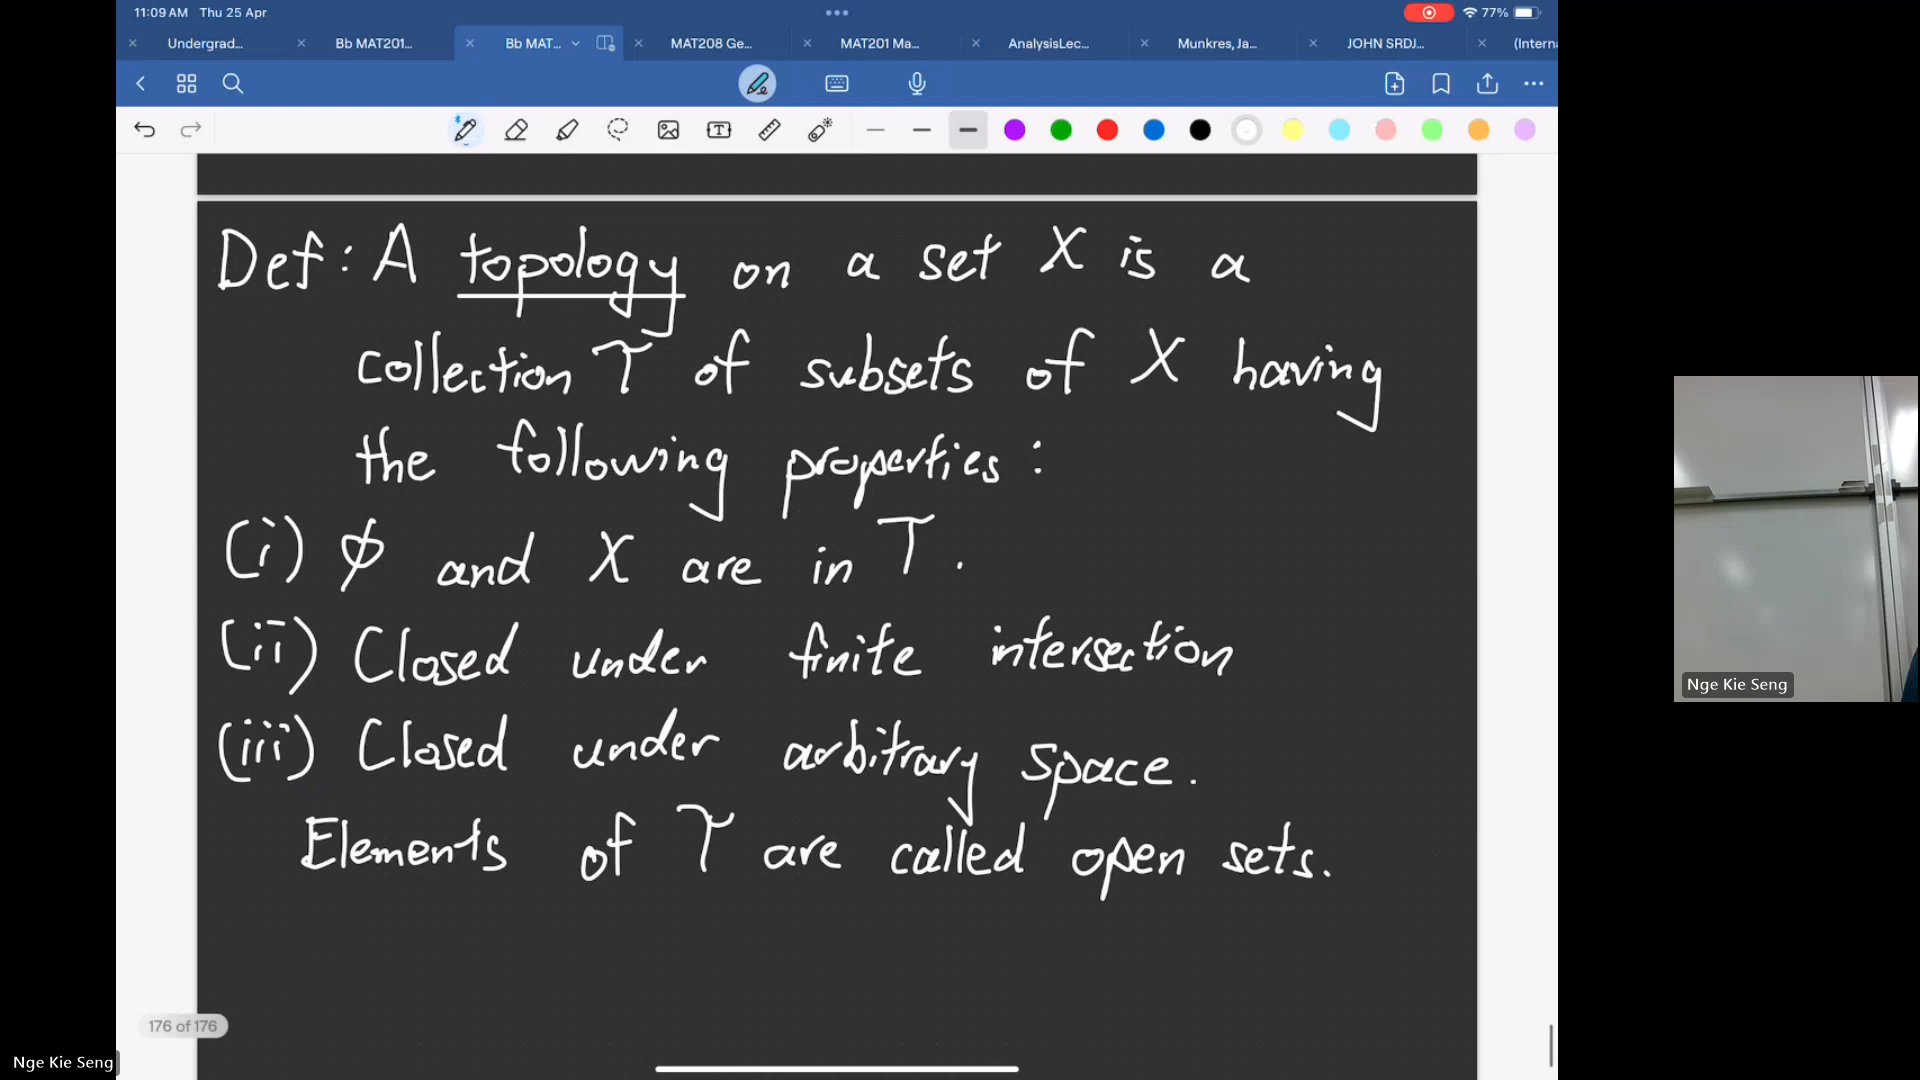 11:09 AM Thu 25 Apr
77%
Undergrad...
Bb MAT201...
Bb MAT...
MAT208 Ge...
MAT201 Ma...
AnalysisLec...
Munkres, Ja...
JOHN SRDJ...
(Intern
Def: A topology on a set X is a
collection T of subsets of X having
the following properties:
(i) ϕ and X are in T.
(ii) Closed under finite intersection
(iii) Closed under arbitrary space.
Elements of T are called open sets.
176 of 176
Nge Kie Seng
Nge Kie Seng